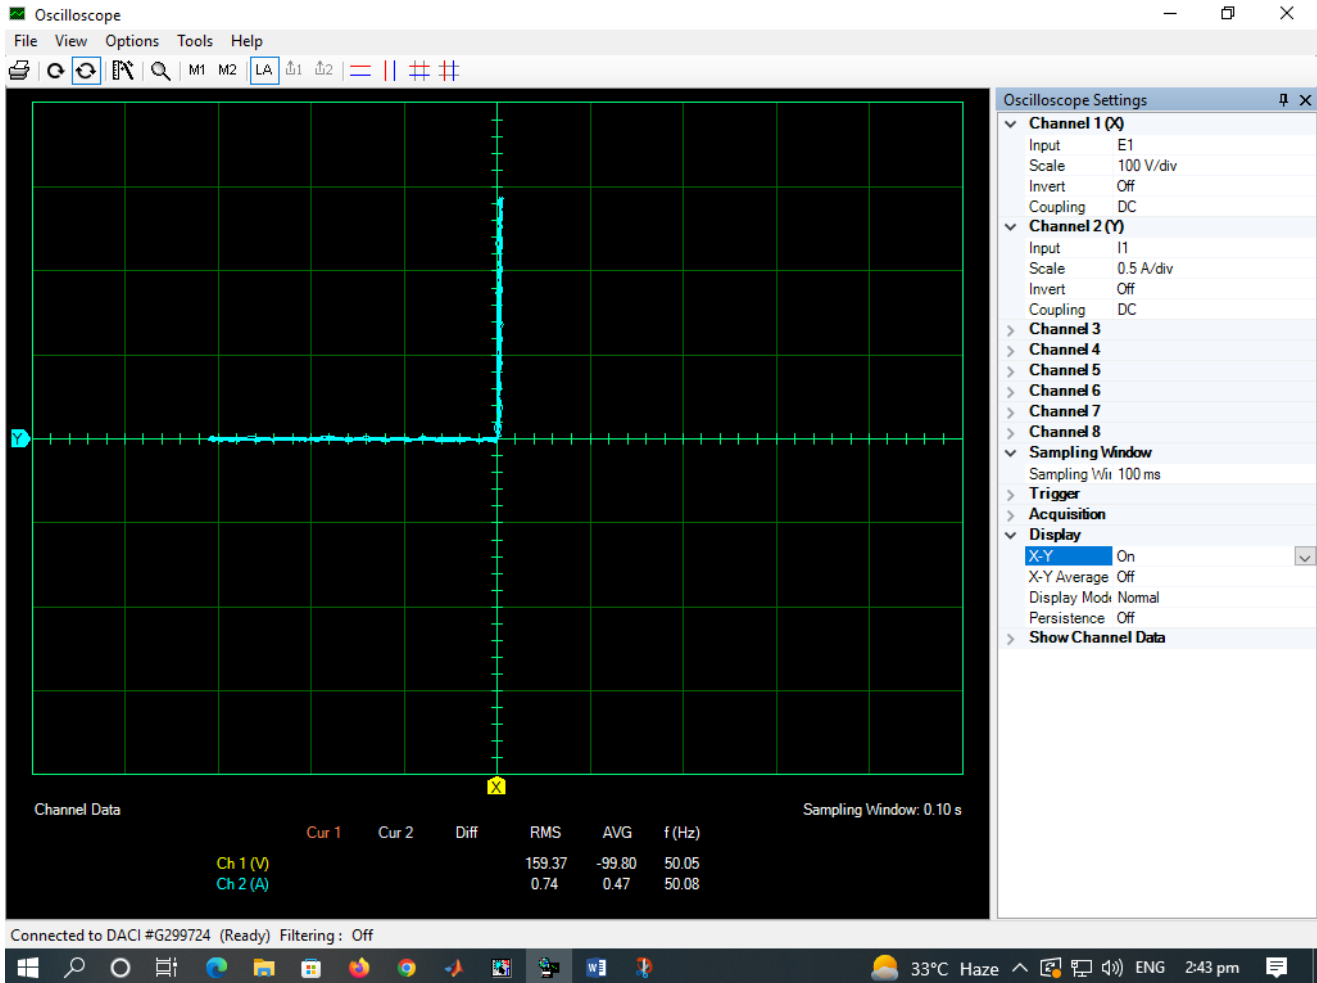 Oscilloscope
File View Options Tools Help
M1 M2 LA 1 2
Oscilloscope Settings
Channel 1 (X)
Input E1
Scale 100 V/div
Invert Off
Coupling DC
Channel 2 (Y)
Input I1
Scale 0.5 A/div
Invert Off
Coupling DC
Channel 3
Channel 4
Channel 5
Channel 6
Channel 7
Channel 8
Sampling Window
Sampling Wi 100 ms
Trigger
Acquisition
Display
X-Y On
X-Y Average Off
Display Mod Normal
Persistence Off
Show Channel Data
Y
X
Channel Data
Sampling Window: 0.10 s
Cur 1 Cur 2 Diff RMS AVG f (Hz)
Ch 1 (V) 159.37 -99.80 50.05
Ch 2 (A) 0.74 0.47 50.08
Connected to DACI #G299724 (Ready) Filtering : Off
33°C Haze ENG 2:43 pm